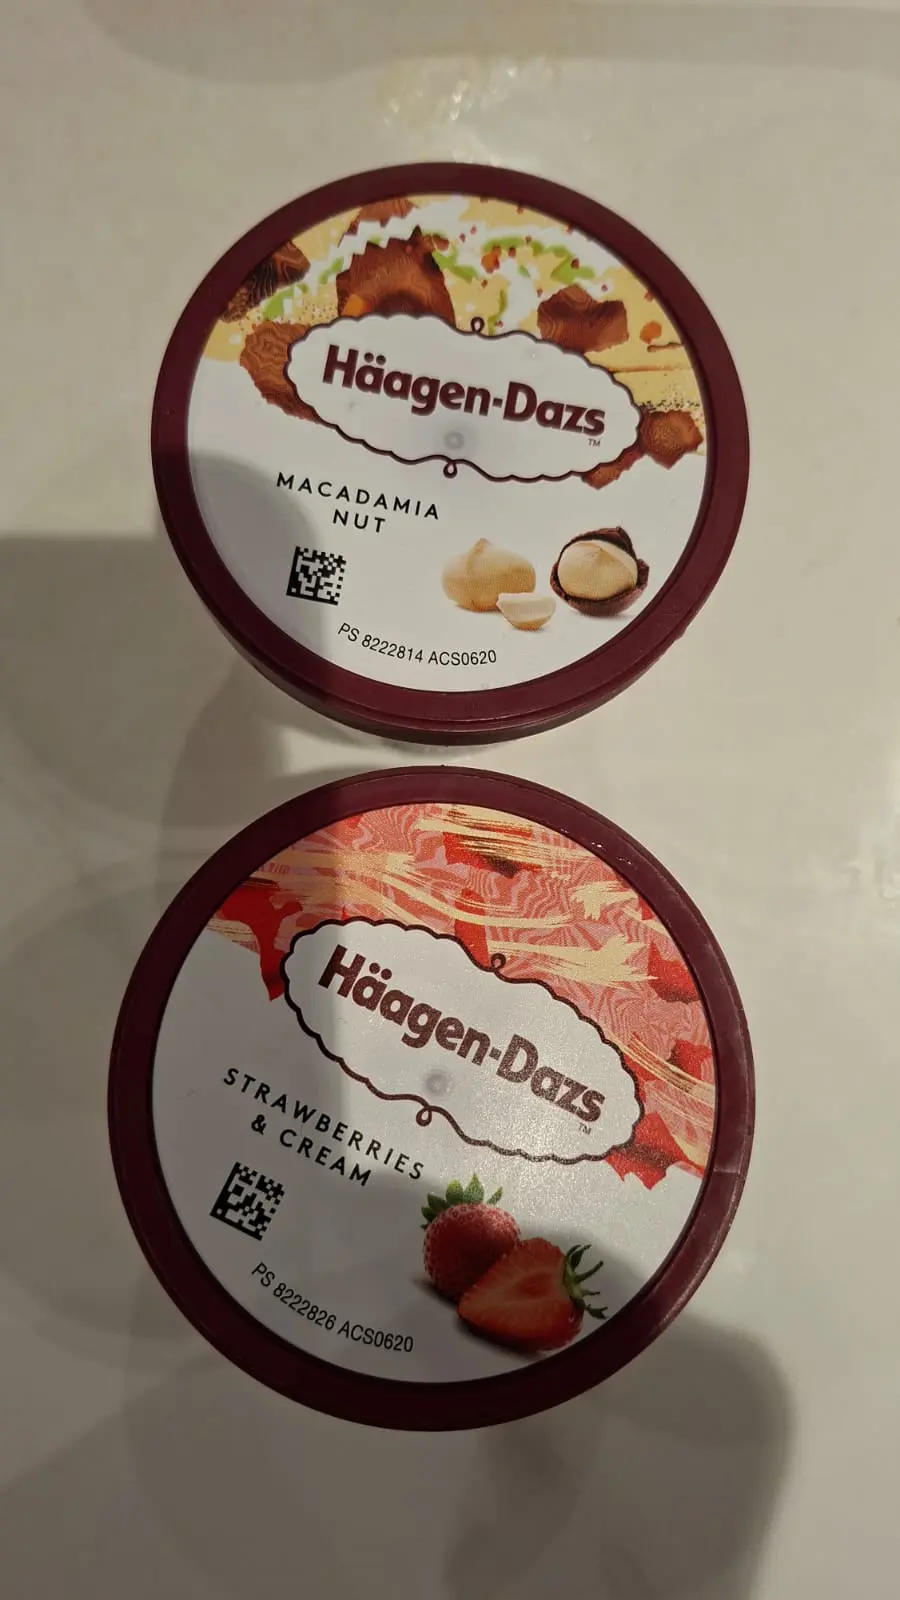 Häagen-Dazs
TM
MACADAMIA
NUT
PS 8222814 ACS0620
Häagen-Dazs
TM
STRAWBERRIES
& CREAM
PS 8222826 ACS0620